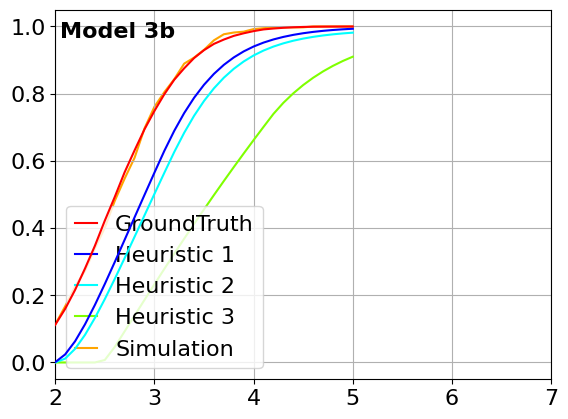 Model 3b
1.0
0.8
0.6
0.4
0.2
0.0
GroundTruth
Heuristic 1
Heuristic 2
Heuristic 3
Simulation
2 3 4 5 6 7